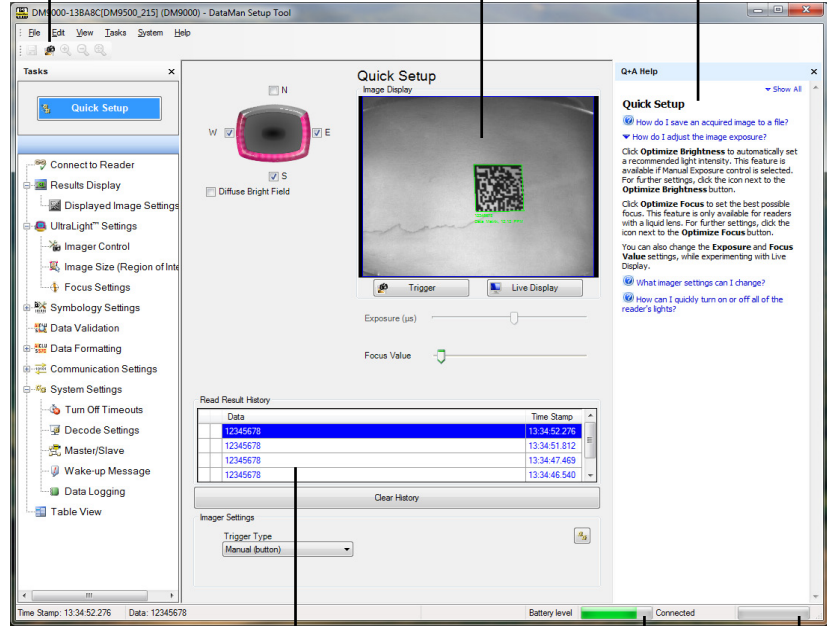 DM9000-13BA8C[DM9500_215] (DM9000) - DataMan Setup Tool
File Edit View Tasks System Help
Tasks x
Quick Setup
Connect to Reader
Results Display
Displayed Image Settings
UltraLight™ Settings
Imager Control
Image Size (Region of Inte
Focus Settings
Symbology Settings
Data Validation
Data Formatting
Communication Settings
System Settings
Turn Off Timeouts
Decode Settings
Master/Slave
Wake-up Message
Data Logging
Table View
Quick Setup
Image Display
N
W
E
S
Diffuse Bright Field
Trigger
Live Display
Exposure (µs)
Focus Value
Read Result History
Data Time Stamp
12345678 13:34:52.276
12345678 13:34:51.812
12345678 13:34:47.469
12345678 13:34:46.540
Clear History
Imager Settings
Trigger Type
Manual (button)
Q+A Help x
Show All
Quick Setup
How do I save an acquired image to a file?
How do I adjust the image exposure?
Click Optimize Brightness to automatically set
a recommended light intensity. This feature is
available if Manual Exposure control is selected.
For further settings, click the icon next to the
Optimize Brightness button.
Click Optimize Focus to set the best possible
focus. This feature is only available for readers
with a liquid lens. For further settings, click the
icon next to the Optimize Focus button.
You can also change the Exposure and Focus
Value settings, while experimenting with Live
Display.
What imager settings can I change?
How can I quickly turn on or off all of the
reader's lights?
Time Stamp: 13:34:52.276 Data: 12345678 Battery level Connected